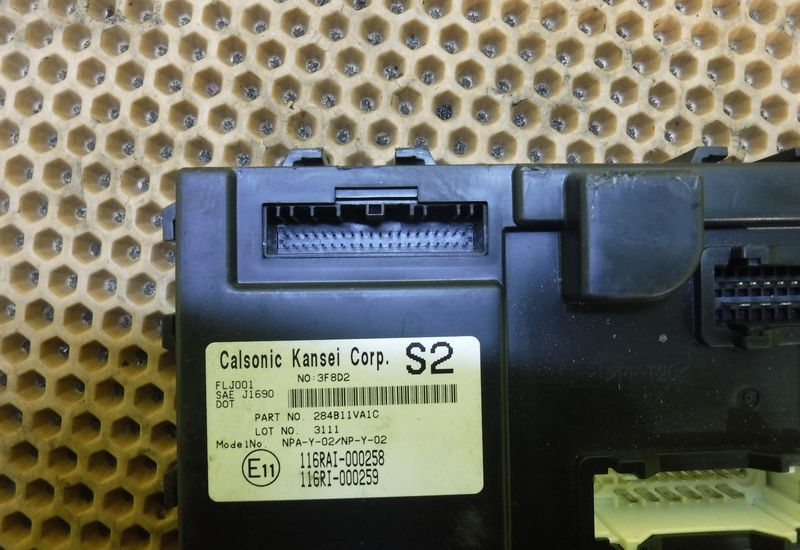 Calsonic Kansei Corp. S2
NO:3F8D2
FLJ001
SAE J1690
DOT
PART NO. 284B11VA1C
LOT NO. 3111
ModelNo. NPA-Y-02/NP-Y-02
E11
116RAI-000258
116RI-000259